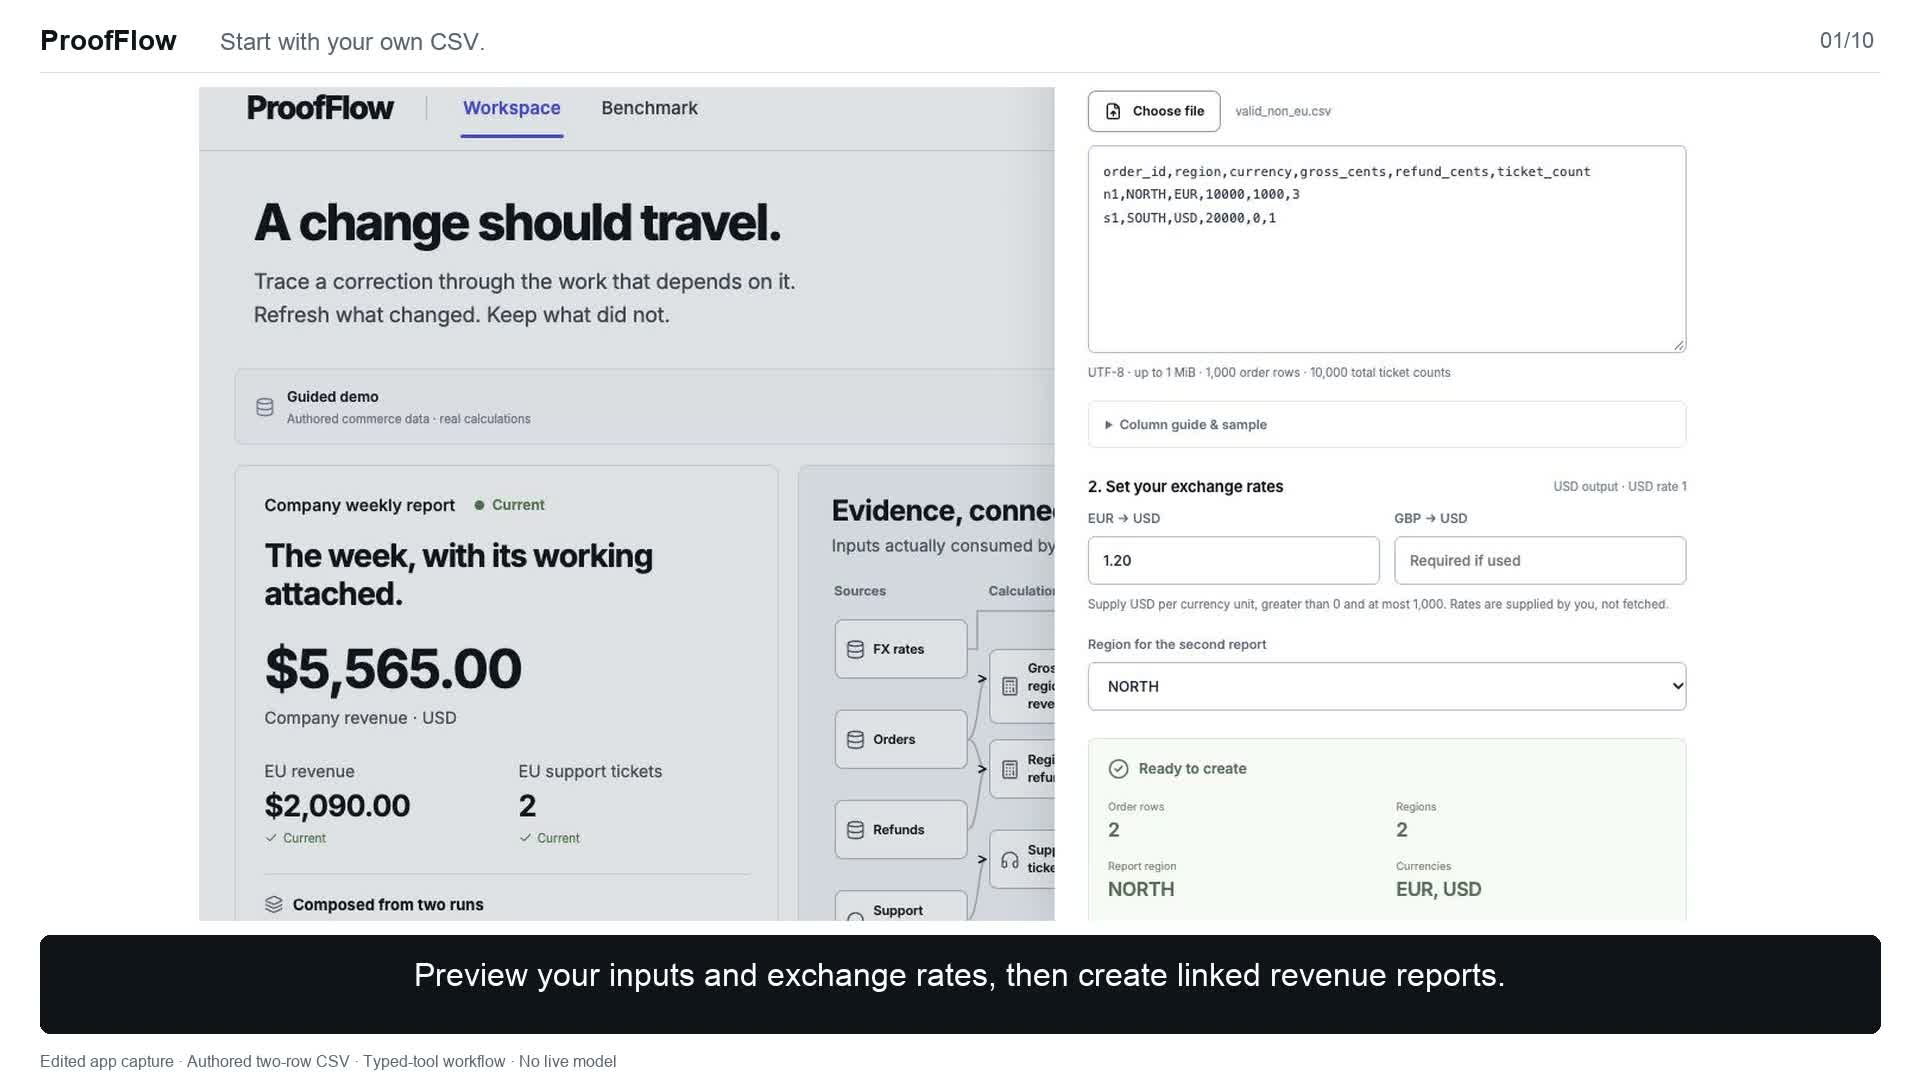 ProofFlow
Start with your own CSV.
01/10
ProofFlow
Workspace
Benchmark
A change should travel.
Trace a correction through the work that depends on it.
Refresh what changed. Keep what did not.
Guided demo
Authored commerce data · real calculations
Company weekly report
Current
The week, with its working
attached.
$5,565.00
Company revenue · USD
EU revenue
EU support tickets
$2,090.00
2
Current
Current
Composed from two runs
Evidence, conne
Inputs actually consumed by
Sources
Calculation
FX rates
Orders
Refunds
Support
Gros
regio
reve
Regi
refu
Supp
ticke
Choose file
valid_non_eu.csv
order_id,region,currency,gross_cents,refund_cents,ticket_count
n1,NORTH,EUR,10000,1000,3
s1,SOUTH,USD,20000,0,1
UTF-8 · up to 1 MiB · 1,000 order rows · 10,000 total ticket counts
Column guide & sample
2. Set your exchange rates
USD output · USD rate 1
EUR → USD
GBP → USD
1.20
Required if used
Supply USD per currency unit, greater than 0 and at most 1,000. Rates are supplied by you, not fetched.
Region for the second report
NORTH
Ready to create
Order rows
Regions
2
2
Report region
Currencies
NORTH
EUR, USD
Preview your inputs and exchange rates, then create linked revenue reports.
Edited app capture · Authored two-row CSV · Typed-tool workflow · No live model